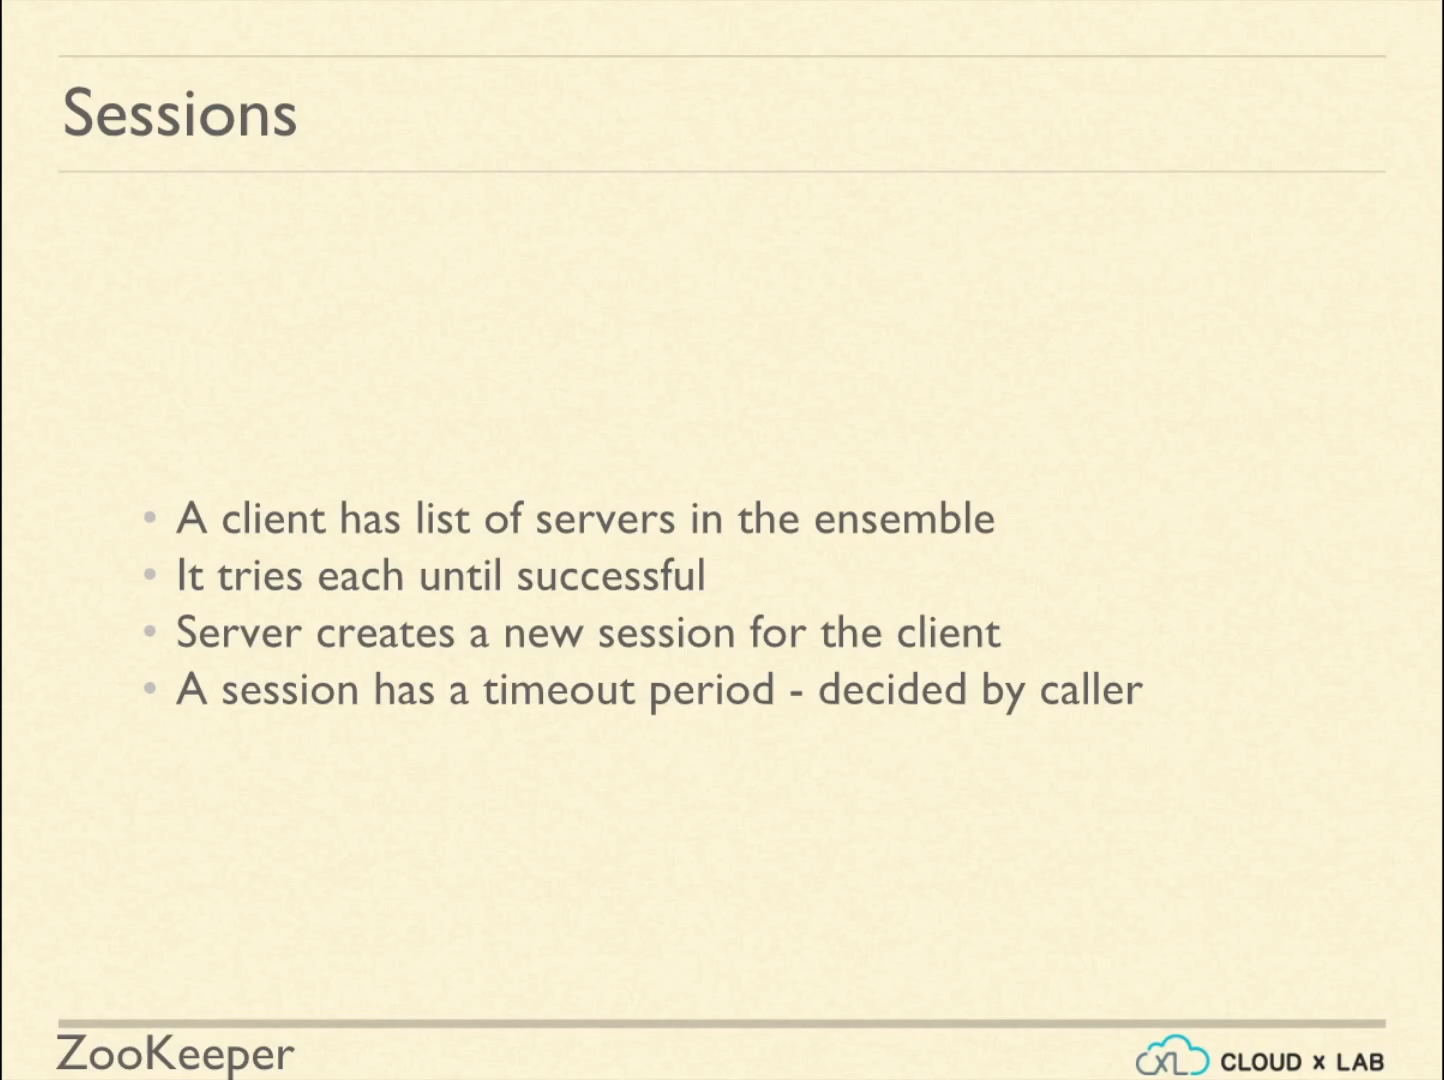 Sessions
• A client has list of servers in the ensemble
• It tries each until successful
• Server creates a new session for the client
• A session has a timeout period - decided by caller
ZooKeeper
CXL CLOUD x LAB